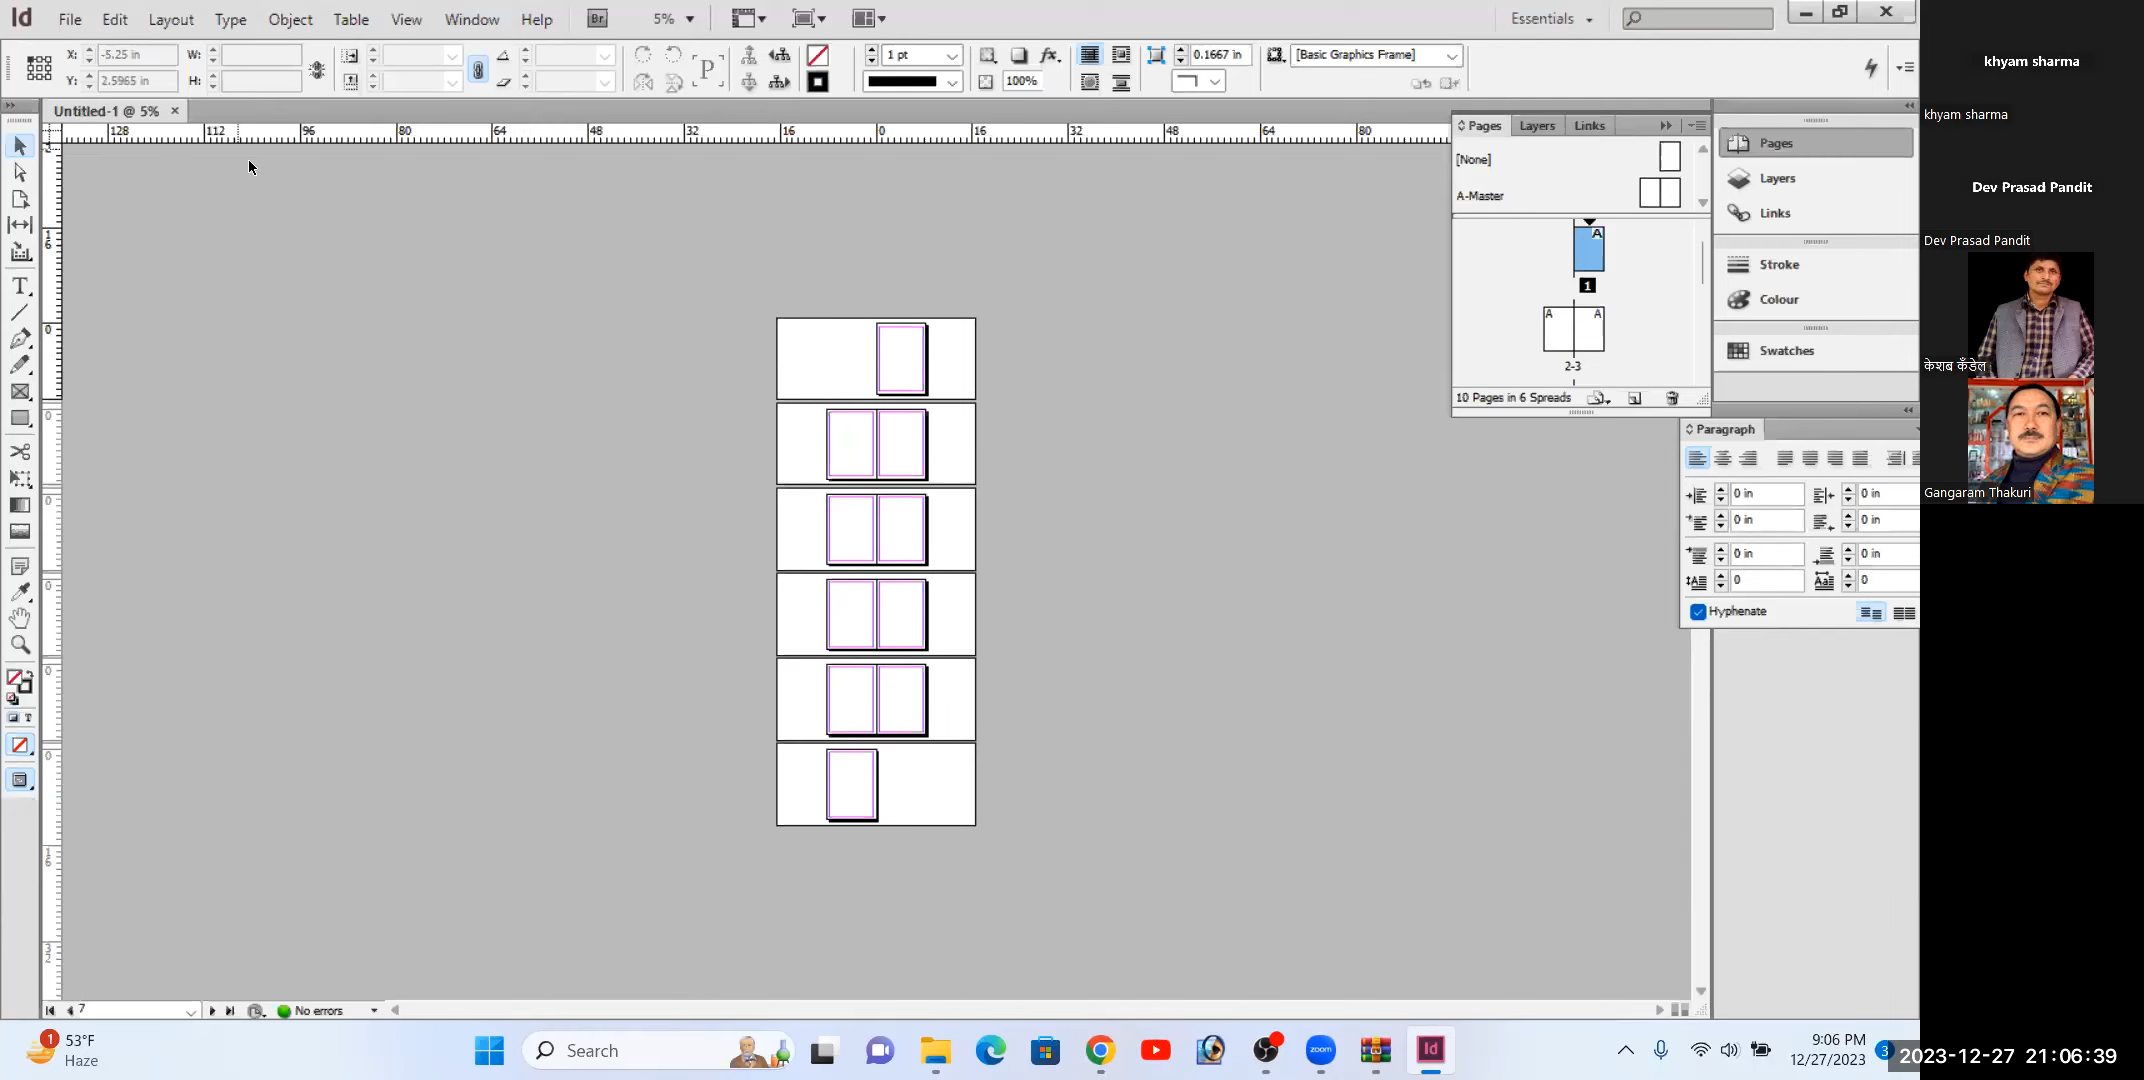 Id File Edit Layout Type Object Table View Window Help Br 5% Essentials
X: -5.25 in W: 1 pt 0.1667 in [Basic Graphics Frame]
Y: 2.5965 in H: 100%
Untitled-1 @ 5% ×
128 112 96 80 64 48 32 16 0 16 32 48 64 80
Pages Layers Links
[None]
A-Master
A
1
A A
2-3
10 Pages in 6 Spreads
Pages
Layers
Links
Stroke
Colour
Swatches
Paragraph
0 in 0 in
0 in 0 in
0 in 0 in
0 0
Hyphenate
7 No errors
khyam sharma
khyam sharma
Dev Prasad Pandit
Dev Prasad Pandit
केशब कँडेल
Gangaram Thakuri
1 53°F
Haze
Search
zoom
Id
9:06 PM
12/27/2023
3
2023-12-27 21:06:39